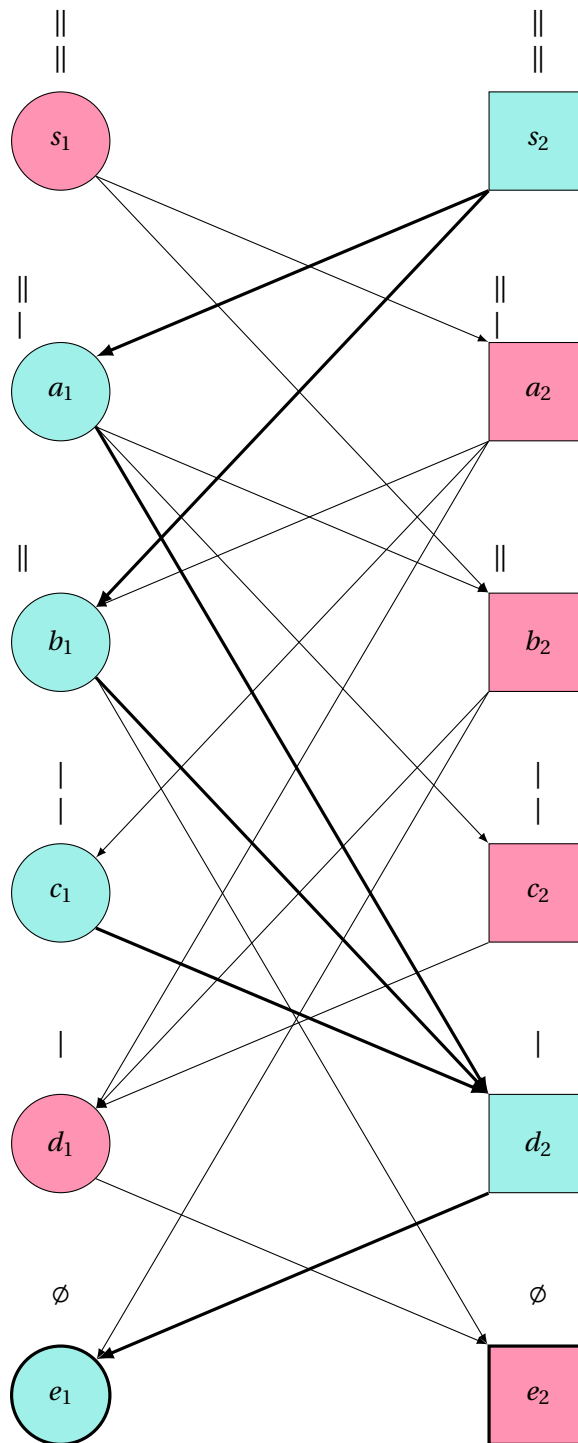 || ||
|| ||
s₁ s₂
|| ||
| |
a₁ a₂
|| ||
b₁ b₂
| |
| |
c₁ c₂
| |
d₁ d₂
∅ ∅
e₁ e₂